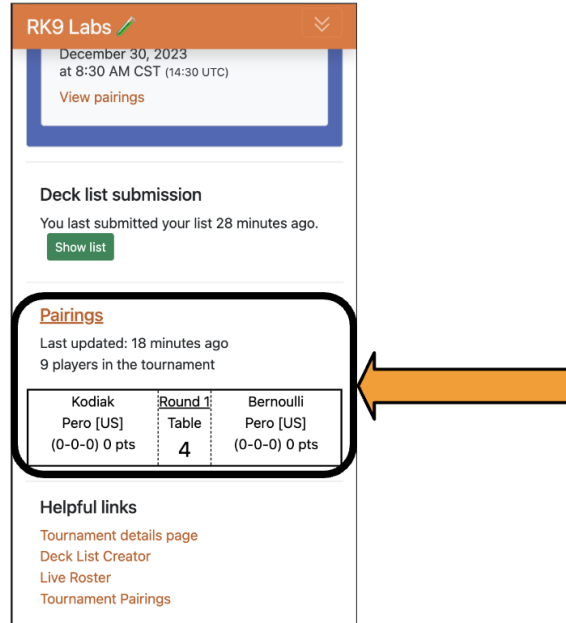 RK9 Labs
December 30, 2023
at 8:30 AM CST (14:30 UTC)
View pairings
Deck list submission
You last submitted your list 28 minutes ago.
Show list
Pairings
Last updated: 18 minutes ago
9 players in the tournament
Kodiak Round 1 Bernoulli
Pero [US] Table Pero [US]
(0-0-0) 0 pts 4 (0-0-0) 0 pts
Helpful links
Tournament details page
Deck List Creator
Live Roster
Tournament Pairings